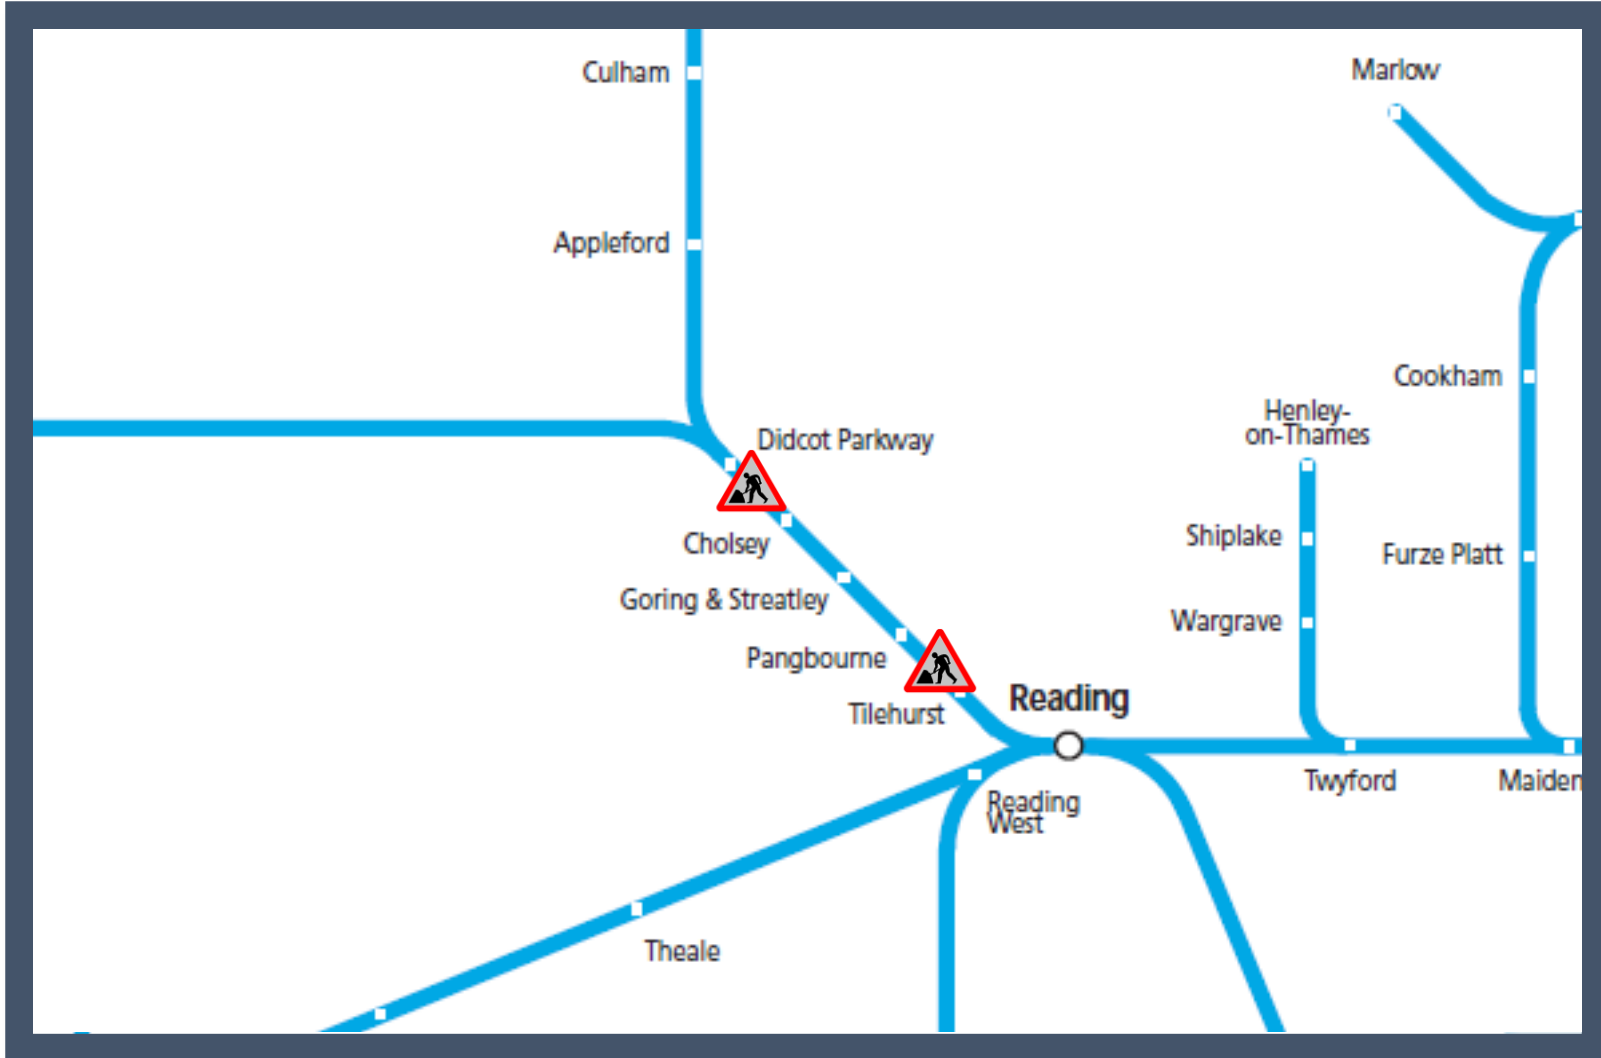 Culham
Marlow
Appleford
Cookham
Henley-
on-Thames
Didcot Parkway
Shiplake
Cholsey
Furze Platt
Goring & Streatley
Wargrave
Pangbourne
Reading
Tilehurst
Twyford
Maiden
Reading
West
Theale